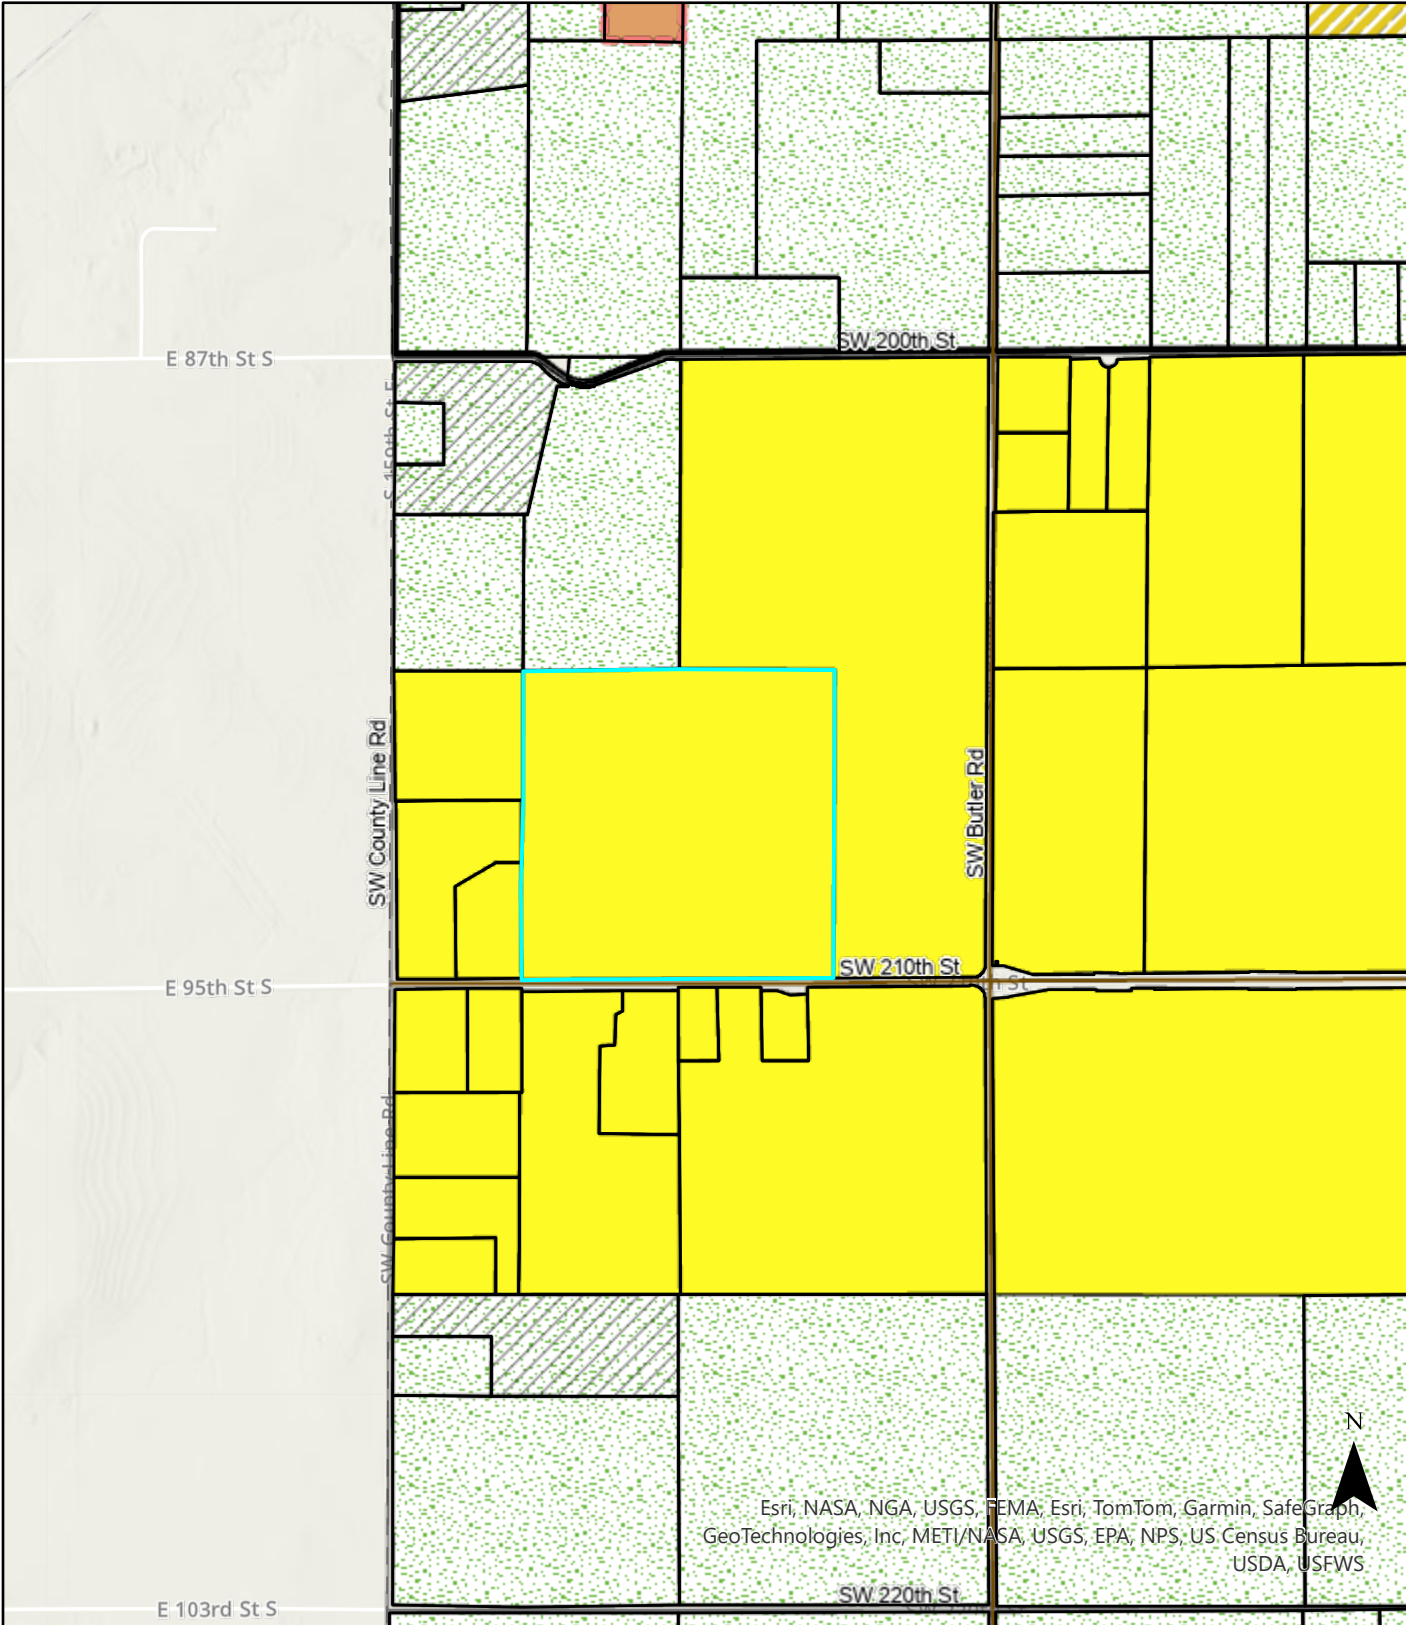 SW 200th St
E 87th St S
S 159th St E
SW County Line Rd
SW Butler Rd
SW 210th St
E 95th St S
SW County Line Rd
N
Esri, NASA, NGA, USGS, FEMA, Esri, TomTom, Garmin, SafeGraph,
GeoTechnologies, Inc, METI/NASA, USGS, EPA, NPS, US Census Bureau,
USDA, USFWS
SW 220th St
E 103rd St S